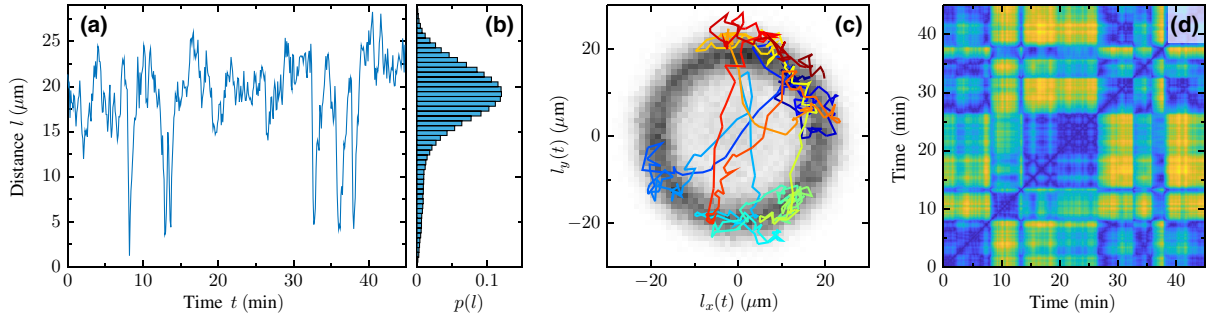 (a)
Distance l (μm)
25
20
15
10
5
0
0 10 20 30 40
Time t (min)
(b)
0 0.1
p(l)
(c)
l_y(t) (μm)
20
0
−20
−20 0 20
l_x(t) (μm)
(d)
Time (min)
40
30
20
10
0
0 10 20 30 40
Time (min)